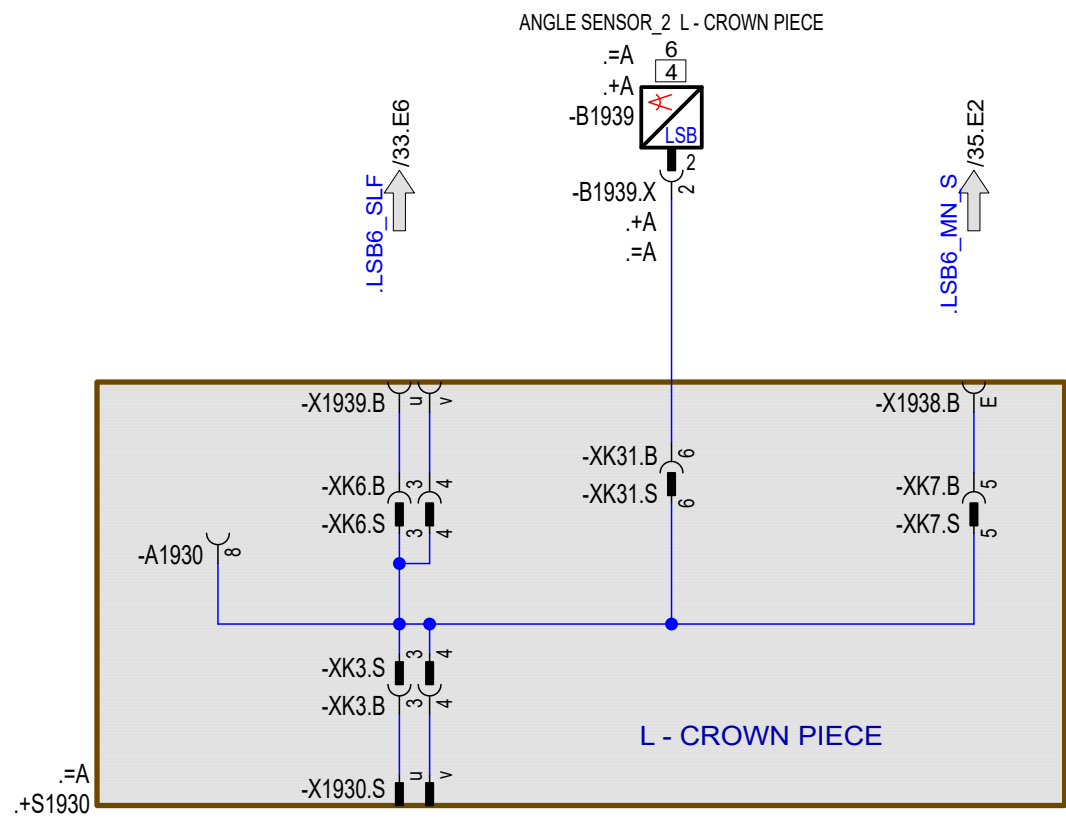 ANGLE SENSOR_2 L - CROWN PIECE
.=A 6
4
.+A
-B1939
LSB
2
-B1939.X 2
.+A
.=A
/33.E6
.LSB6_SLF
/35.E2
.LSB6_MN_S
-X1939.B u v
-X1938.B E
-XK31.B 6
-XK31.S 6
-XK6.B 3 4
-XK6.S 3 4
-XK7.B 5
-XK7.S 5
-A1930 8
-XK3.S 3 4
-XK3.B 3 4
L - CROWN PIECE
-X1930.S u v
.=A
.+S1930